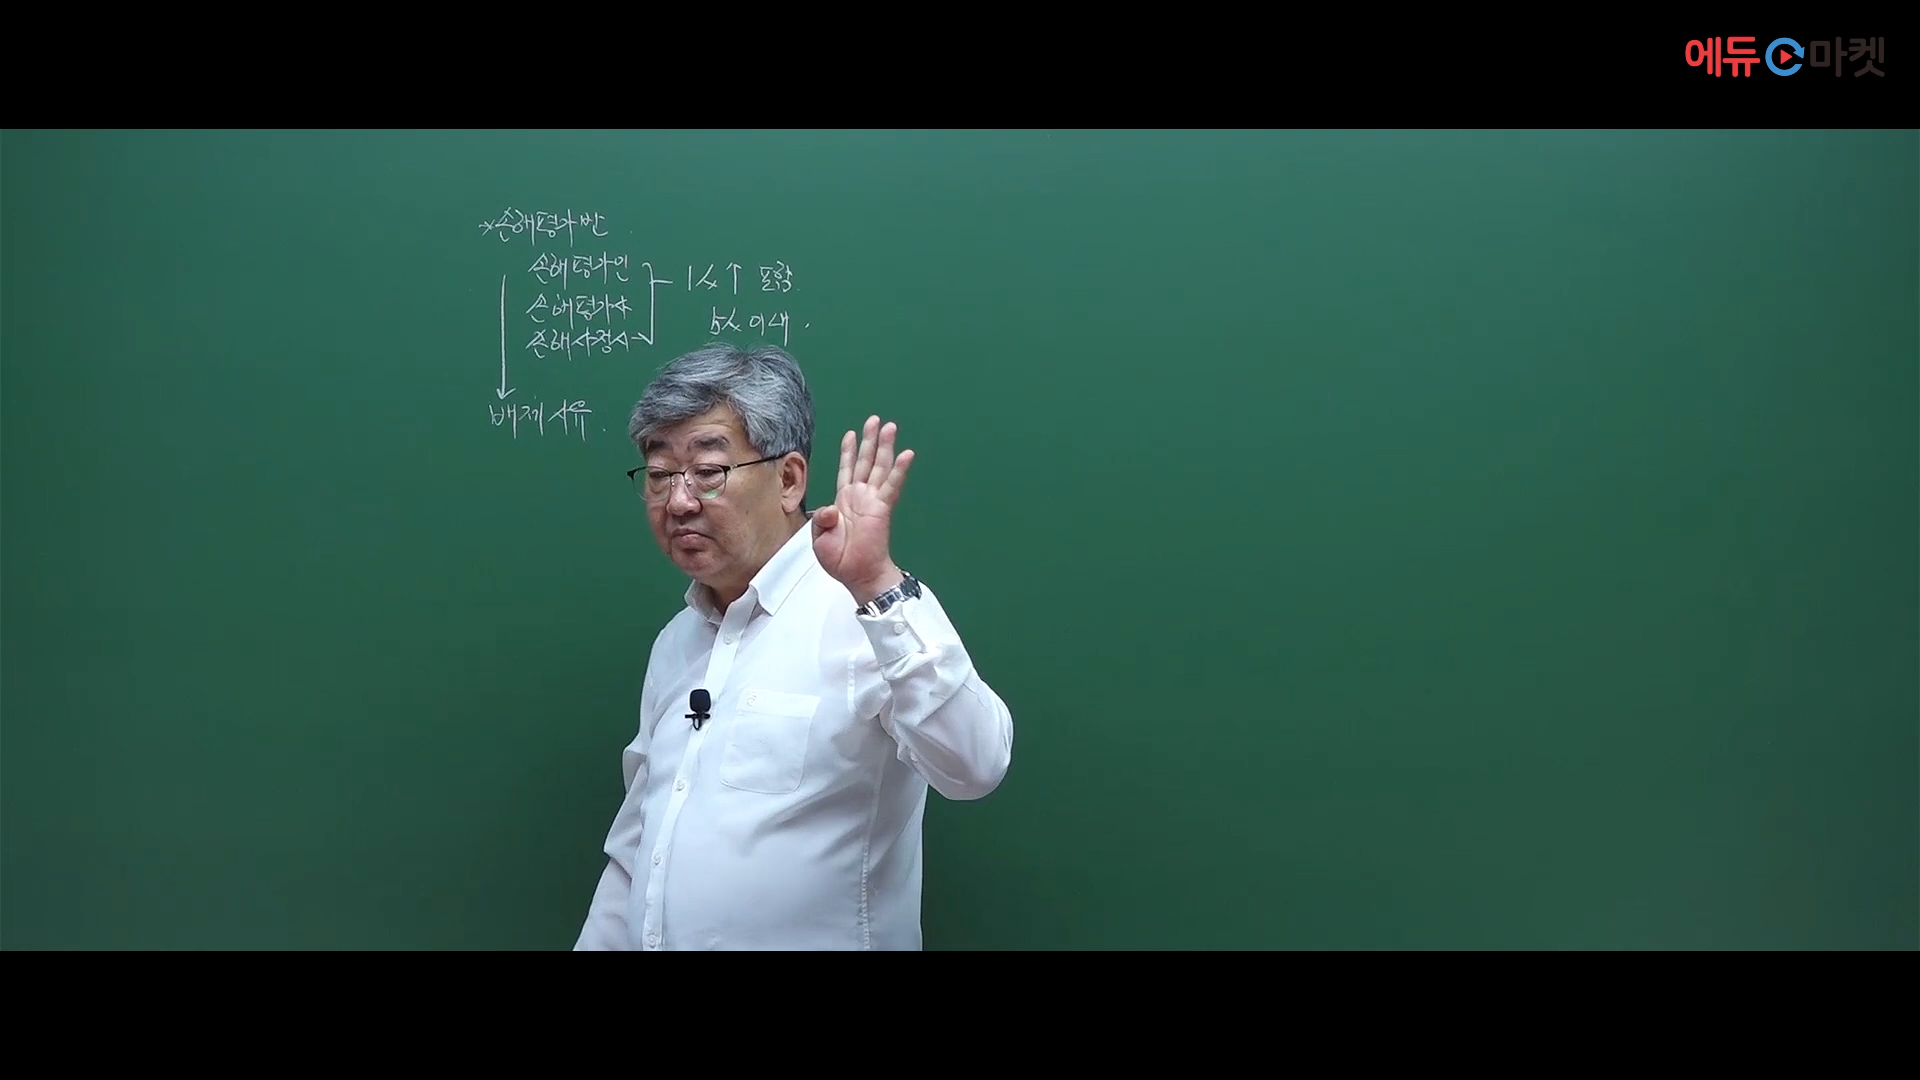 에듀 마켓
*손해평가반
손해평가인
1人↑ 포함
손해평가사
5人 이내.
손해사정사
배제사유.